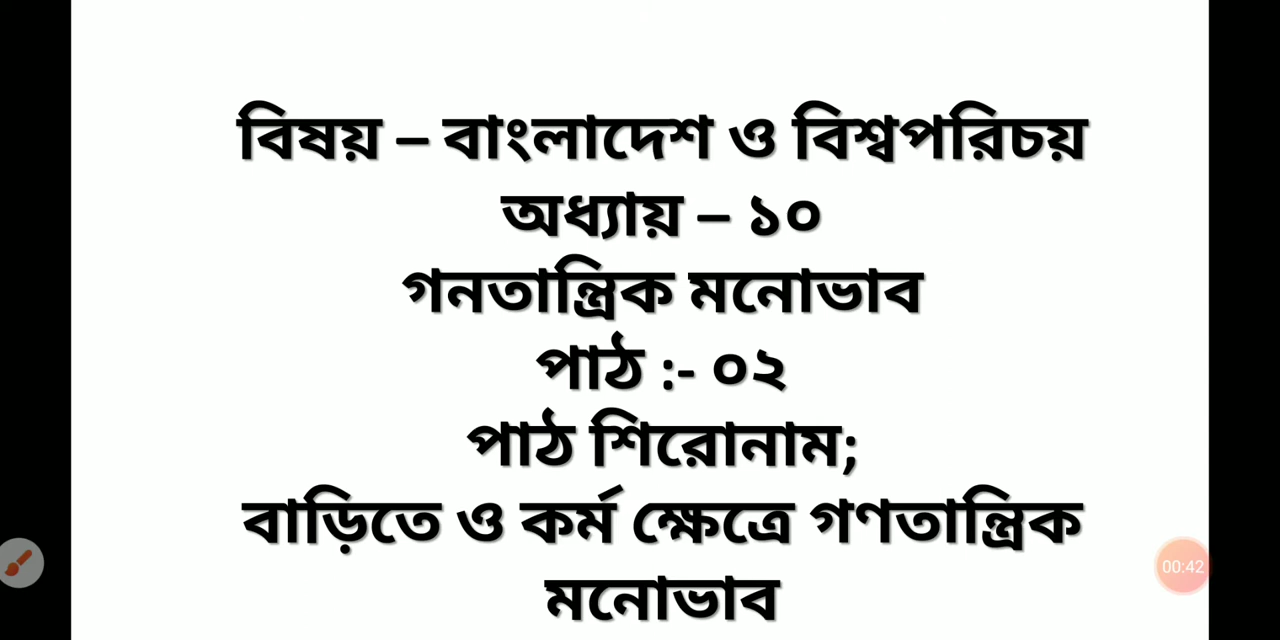 বিষয় – বাংলাদেশ ও বিশ্বপরিচয়
অধ্যায় – ১০
গনতান্ত্রিক মনোভাব
পাঠ :- ০২
পাঠ শিরোনাম;
বাড়িতে ও কর্ম ক্ষেত্রে গণতান্ত্রিক
মনোভাব
00:42